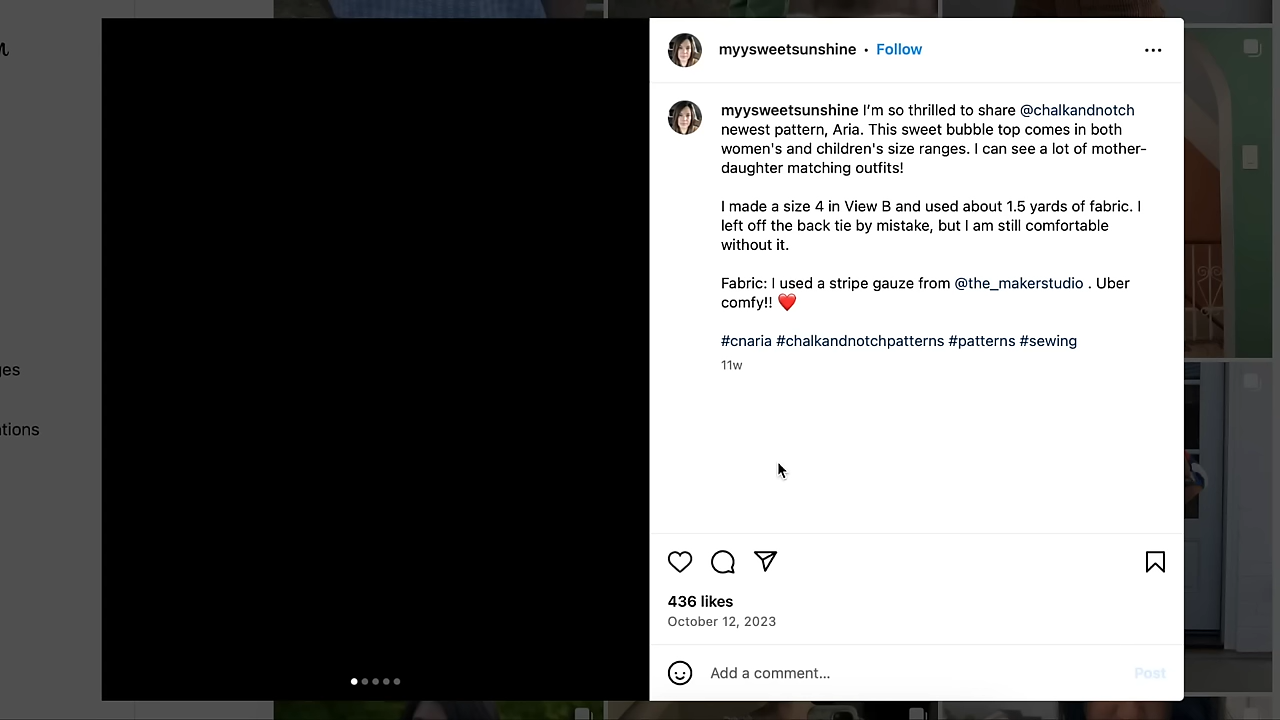 myysweetsunshine • Follow
myysweetsunshine I'm so thrilled to share @chalkandnotch
newest pattern, Aria. This sweet bubble top comes in both
women's and children's size ranges. I can see a lot of mother-
daughter matching outfits!
I made a size 4 in View B and used about 1.5 yards of fabric. I
left off the back tie by mistake, but I am still comfortable
without it.
Fabric: I used a stripe gauze from @the_makerstudio . Uber
comfy!! ❤️
#cnaria #chalkandnotchpatterns #patterns #sewing
11w
436 likes
October 12, 2023
Add a comment...
Post